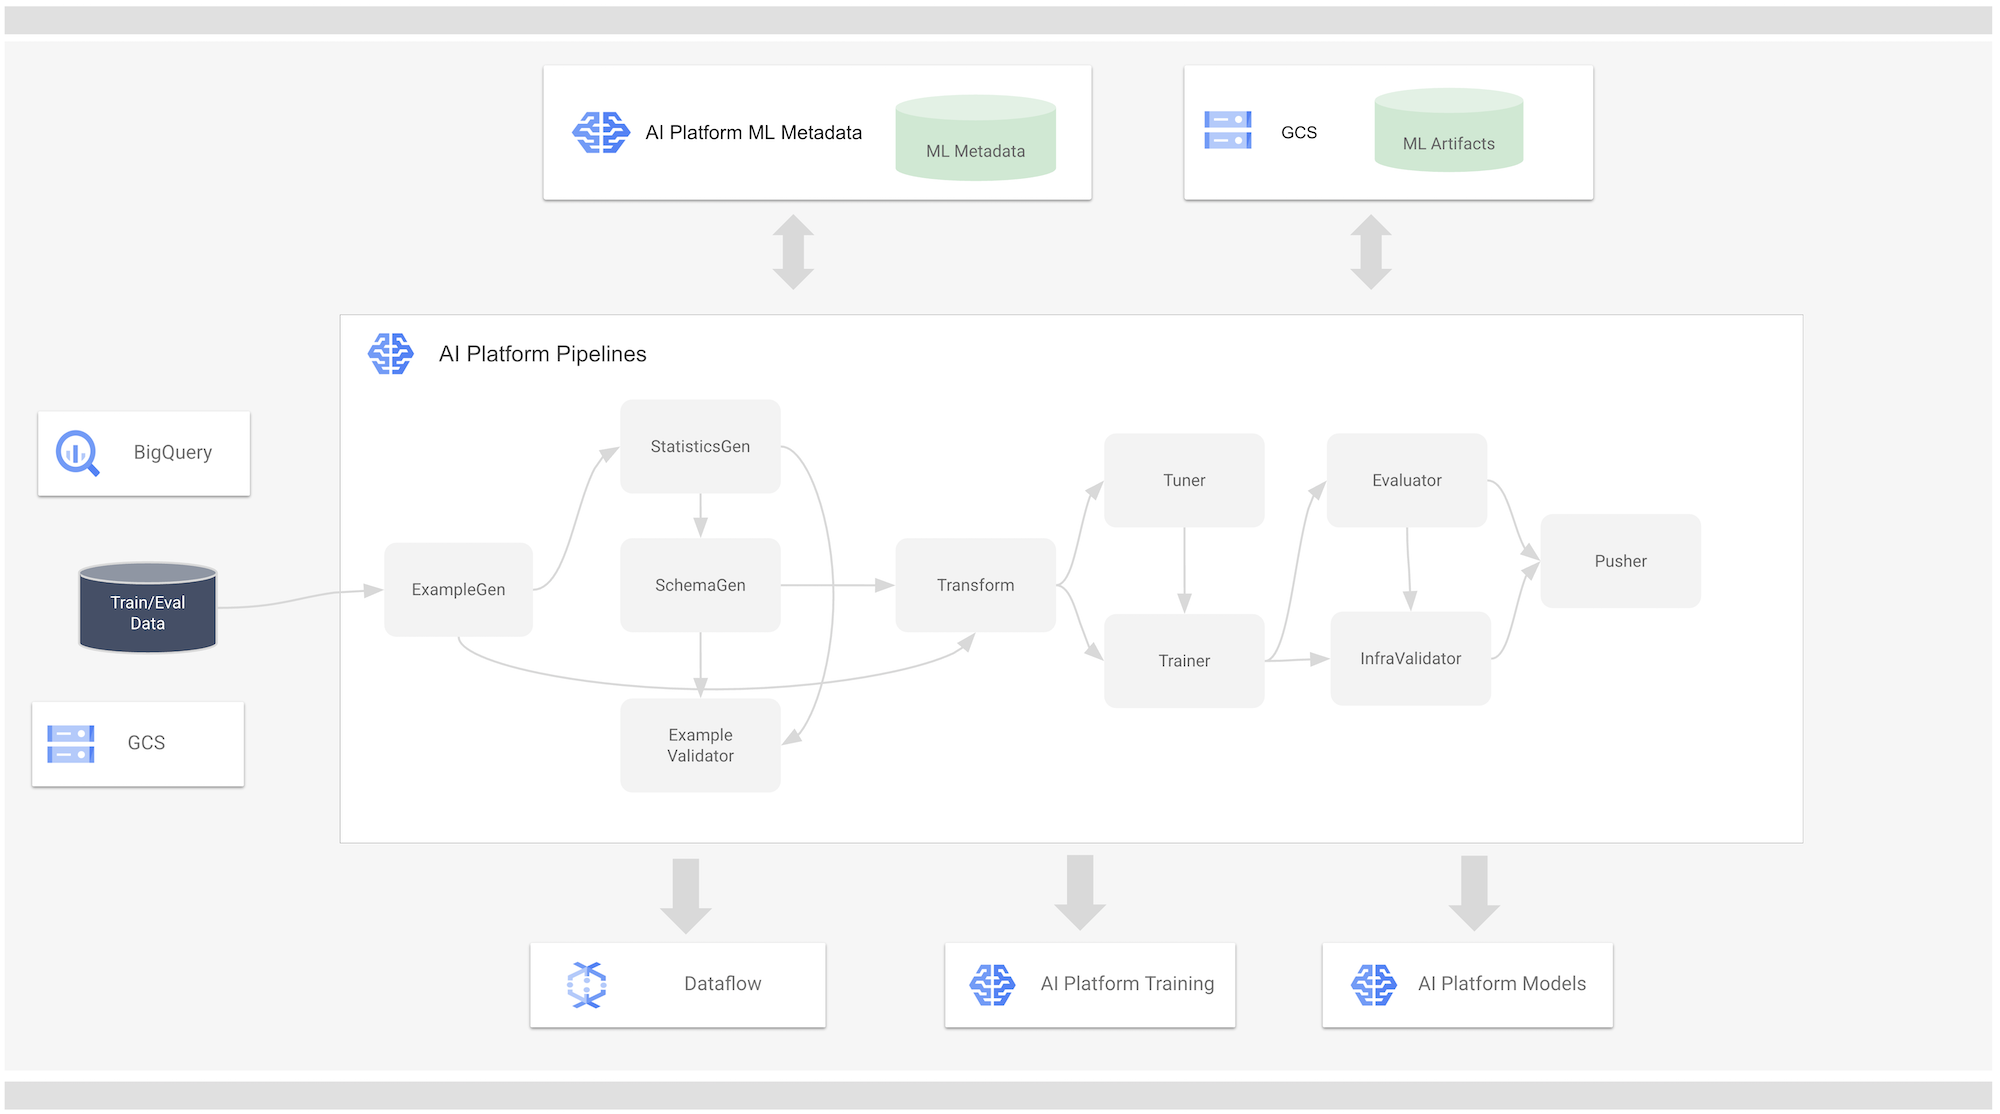 AI Platform ML Metadata
ML Metadata
GCS
ML Artifacts
AI Platform Pipelines
BigQuery
Train/Eval
Data
GCS
ExampleGen
StatisticsGen
SchemaGen
Example
Validator
Transform
Tuner
Trainer
Evaluator
InfraValidator
Pusher
Dataflow
AI Platform Training
AI Platform Models